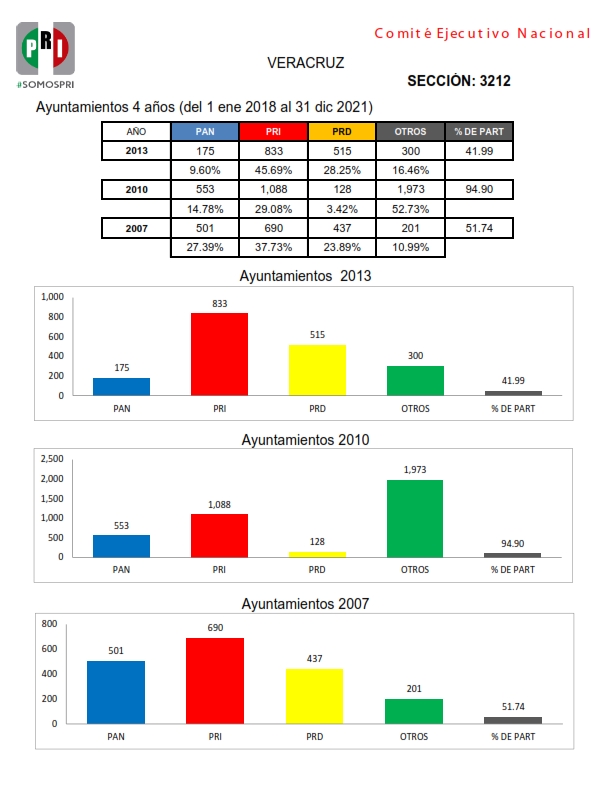 Comité Ejecutivo Nacional
PRI
#SOMOSPRI
VERACRUZ
SECCIÓN: 3212
Ayuntamientos 4 años (del 1 ene 2018 al 31 dic 2021)
AÑO PAN PRI PRD OTROS % DE PART
2013 175 833 515 300 41.99
9.60% 45.69% 28.25% 16.46%
2010 553 1,088 128 1,973 94.90
14.78% 29.08% 3.42% 52.73%
2007 501 690 437 201 51.74
27.39% 37.73% 23.89% 10.99%
Ayuntamientos 2013
1,000
800
600
400
200
0
175 833 515 300 41.99
PAN PRI PRD OTROS % DE PART
Ayuntamientos 2010
2,500
2,000
1,500
1,000
500
0
553 1,088 128 1,973 94.90
PAN PRI PRD OTROS % DE PART
Ayuntamientos 2007
800
600
400
200
0
501 690 437 201 51.74
PAN PRI PRD OTROS % DE PART